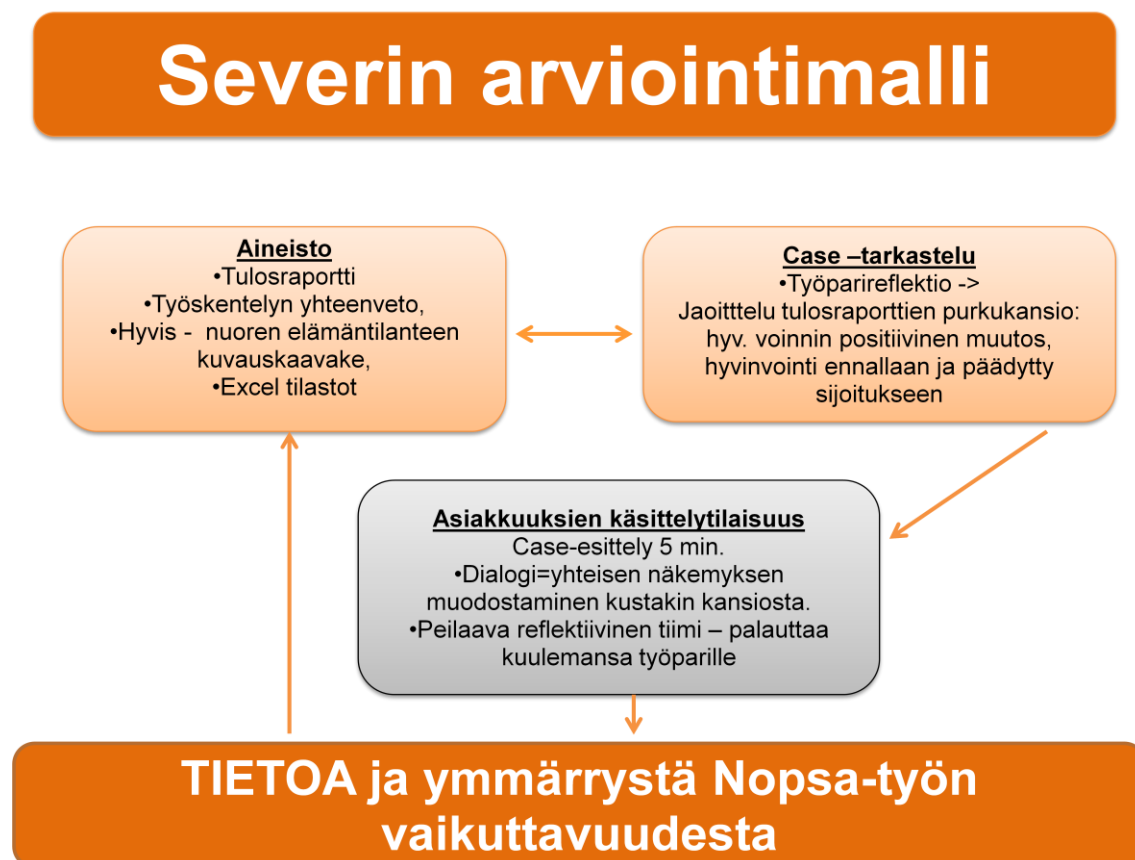 Severin arviointimalli
Aineisto
•Tulosraportti
•Työskentelyn yhteenveto,
•Hyvis - nuoren elämäntilanteen
kuvauskaavake,
•Excel tilastot
Case –tarkastelu
•Työparireflektio ->
Jaoitttelu tulosraporttien purkukansio:
hyv. voinnin positiivinen muutos,
hyvinvointi ennallaan ja päädytty
sijoitukseen
Asiakkuuksien käsittelytilaisuus
Case-esittely 5 min.
•Dialogi=yhteisen näkemyksen
muodostaminen kustakin kansiosta.
•Peilaava reflektiivinen tiimi – palauttaa
kuulemansa työparille
TIETOA ja ymmärrystä Nopsa-työn
vaikuttavuudesta